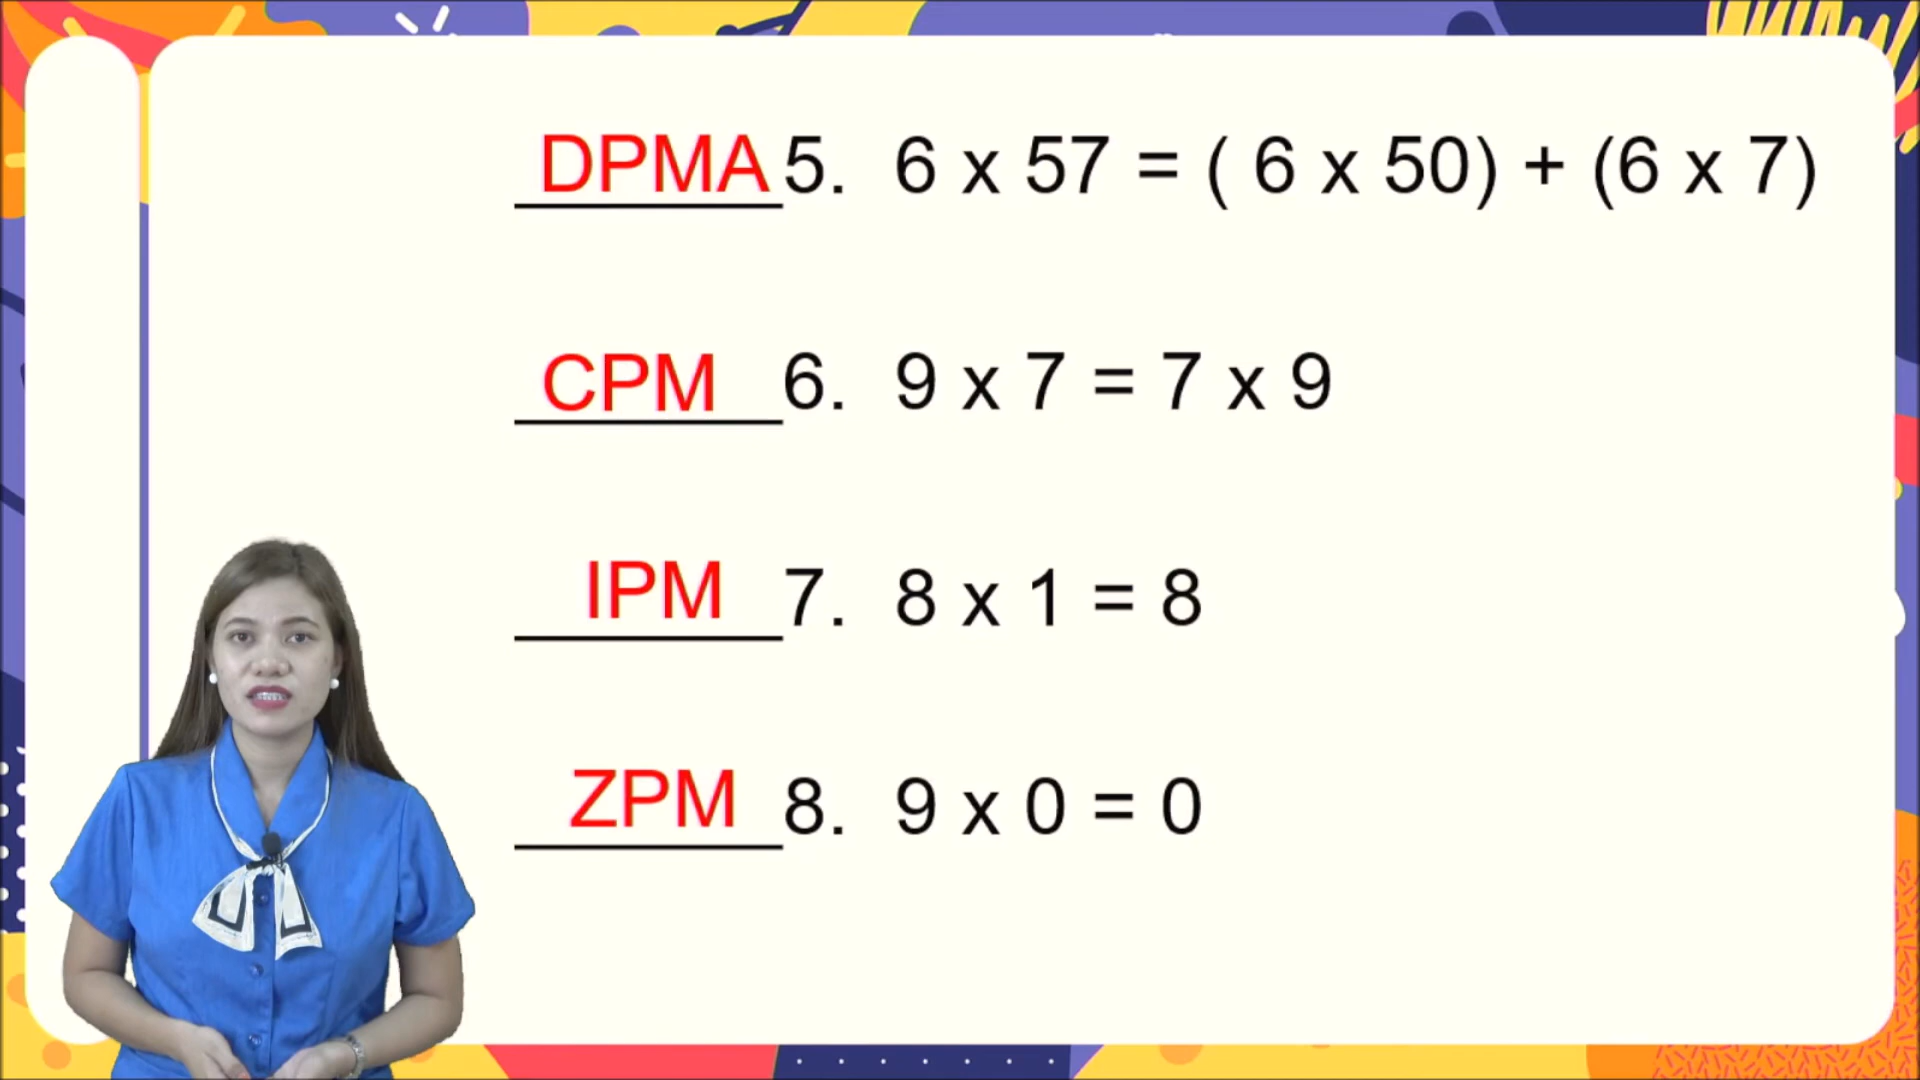 DPMA 5. 6 x 57 = ( 6 x 50) + (6 x 7)
CPM 6. 9 x 7 = 7 x 9
IPM 7. 8 x 1 = 8
ZPM 8. 9 x 0 = 0